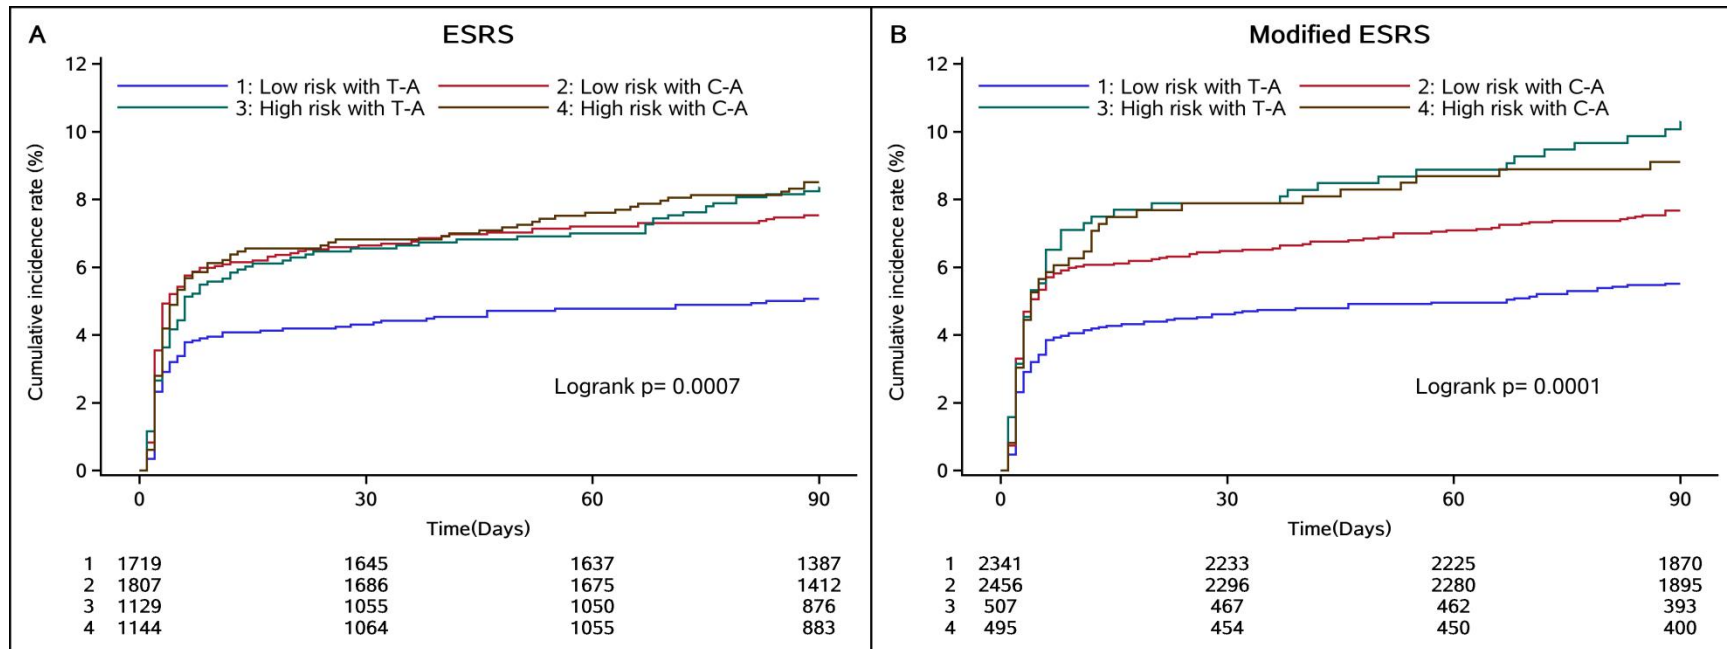 A ESRS
12
1: Low risk with T-A 2: Low risk with C-A
3: High risk with T-A 4: High risk with C-A
10
8
6
4
2
0
Cumulative incidence rate (%)
Logrank p= 0.0007
0 30 60 90
Time(Days)
1 1719 1645 1637 1387
2 1807 1686 1675 1412
3 1129 1055 1050 876
4 1144 1064 1055 883
B Modified ESRS
12
1: Low risk with T-A 2: Low risk with C-A
3: High risk with T-A 4: High risk with C-A
10
8
6
4
2
0
Cumulative incidence rate (%)
Logrank p= 0.0001
0 30 60 90
Time(Days)
1 2341 2233 2225 1870
2 2456 2296 2280 1895
3 507 467 462 393
4 495 454 450 400